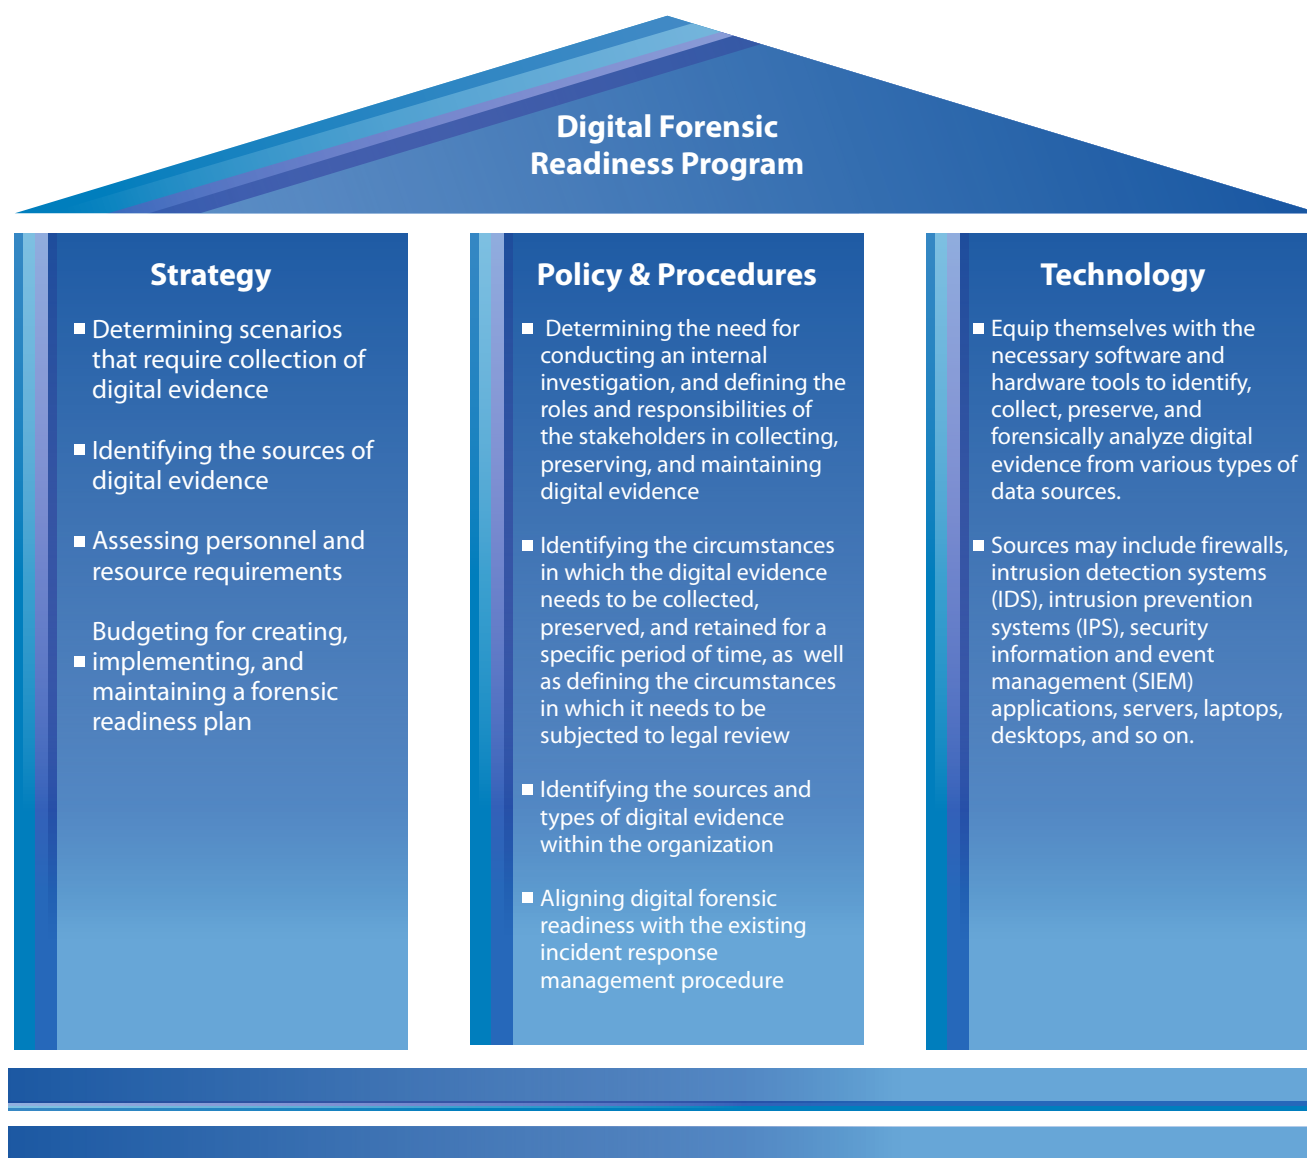 Digital Forensic
Readiness Program
Strategy
Determining scenarios
that require collection of
digital evidence
Identifying the sources of
digital evidence
Assessing personnel and
resource requirements
Budgeting for creating,
implementing, and
maintaining a forensic
readiness plan
Policy & Procedures
Determining the need for
conducting an internal
investigation, and defining the
roles and responsibilities of
the stakeholders in collecting,
preserving, and maintaining
digital evidence
Identifying the circumstances
in which the digital evidence
needs to be collected,
preserved, and retained for a
specific period of time, as well
as defining the circumstances
in which it needs to be
subjected to legal review
Identifying the sources and
types of digital evidence
within the organization
Aligning digital forensic
readiness with the existing
incident response
management procedure
Technology
Equip themselves with the
necessary software and
hardware tools to identify,
collect, preserve, and
forensically analyze digital
evidence from various types of
data sources.
Sources may include firewalls,
intrusion detection systems
(IDS), intrusion prevention
systems (IPS), security
information and event
management (SIEM)
applications, servers, laptops,
desktops, and so on.